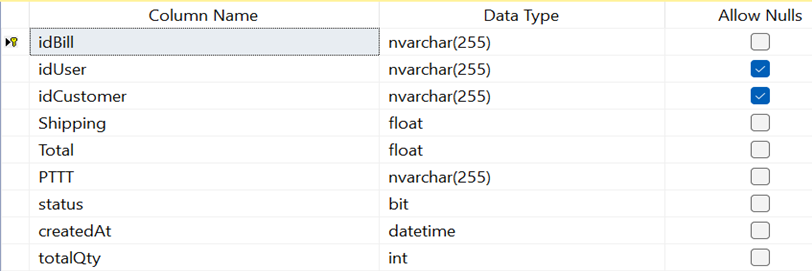 Column Name Data Type Allow Nulls
idBill nvarchar(255)
idUser nvarchar(255)
idCustomer nvarchar(255)
Shipping float
Total float
PTTT nvarchar(255)
status bit
createdAt datetime
totalQty int